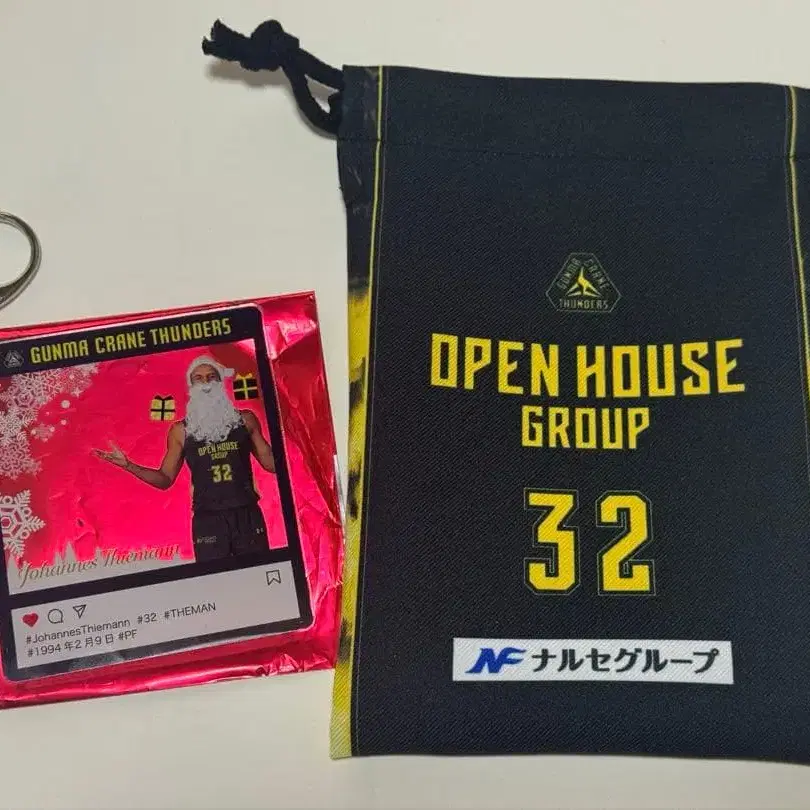 GUNMA CRANE THUNDERS
OPEN HOUSE
GROUP
32
Johannes Thiemann
#JohannesThiemann #32 #THEMAN
#1994年2月9日 #PF
GUNMA CRANE
THUNDERS
OPEN HOUSE
GROUP
32
NF ナルセグループ